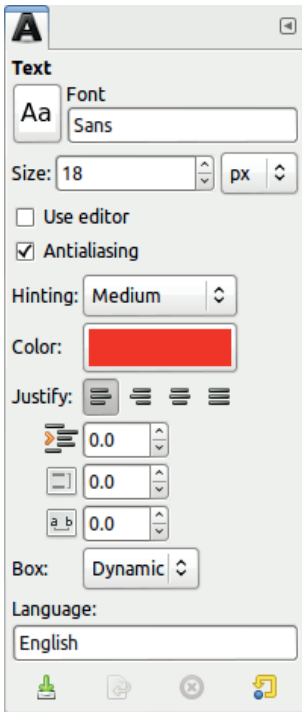 A
Text
Font
Aa
Sans
Size: 18 px
Use editor
Antialiasing
Hinting: Medium
Color:
Justify:
0.0
0.0
a b 0.0
Box: Dynamic
Language:
English